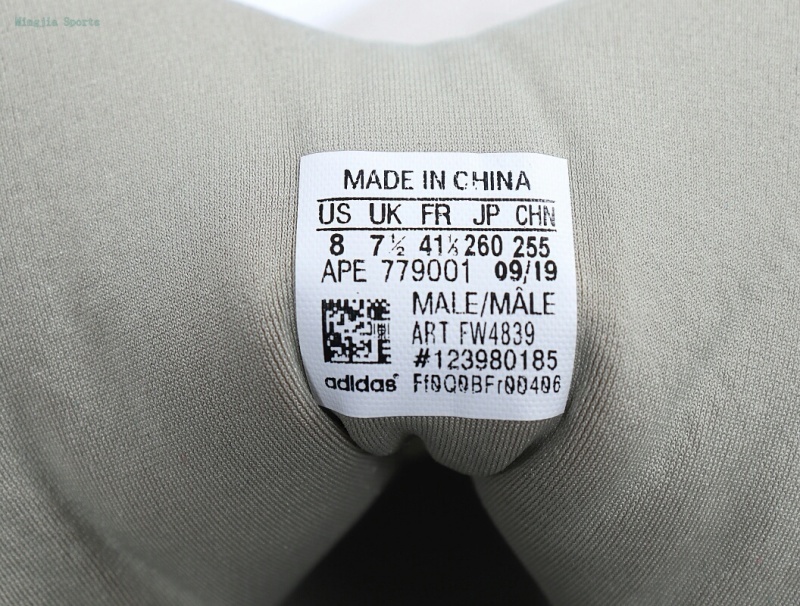 Mingjia Sports
MADE IN CHINA
US UK FR JP CHN
8 7½ 41⅓ 260 255
APE 779001 09/19
MALE/MÂLE
ART FW4839
#123980185
adidas Ff0Q0BFr0D406